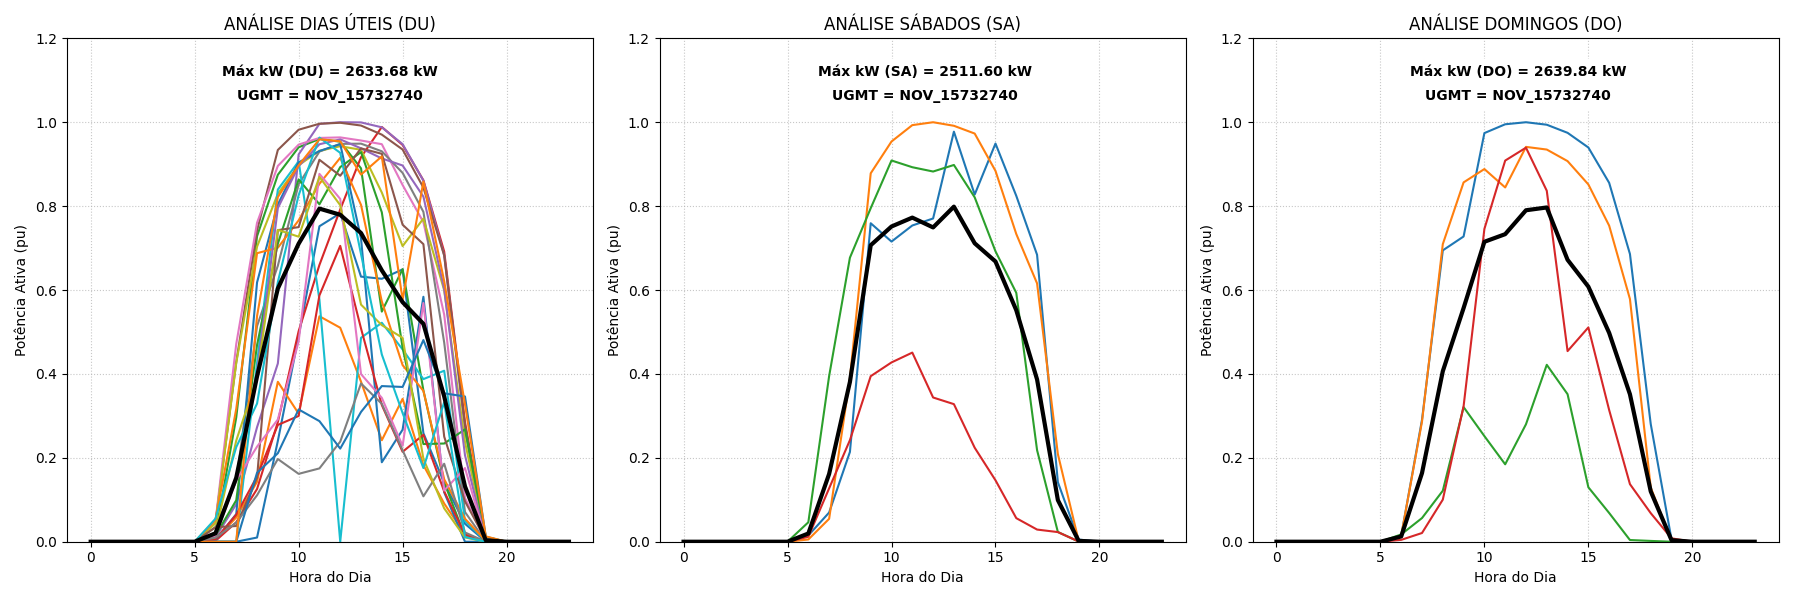 ANÁLISE DIAS ÚTEIS (DU)
Máx kW (DU) = 2633.68 kW
UGMT = NOV_15732740
Potência Ativa (pu)
1.2
1.0
0.8
0.6
0.4
0.2
0.0
0 5 10 15 20
Hora do Dia
ANÁLISE SÁBADOS (SA)
Máx kW (SA) = 2511.60 kW
UGMT = NOV_15732740
Potência Ativa (pu)
1.2
1.0
0.8
0.6
0.4
0.2
0.0
0 5 10 15 20
Hora do Dia
ANÁLISE DOMINGOS (DO)
Máx kW (DO) = 2639.84 kW
UGMT = NOV_15732740
Potência Ativa (pu)
1.2
1.0
0.8
0.6
0.4
0.2
0.0
0 5 10 15 20
Hora do Dia